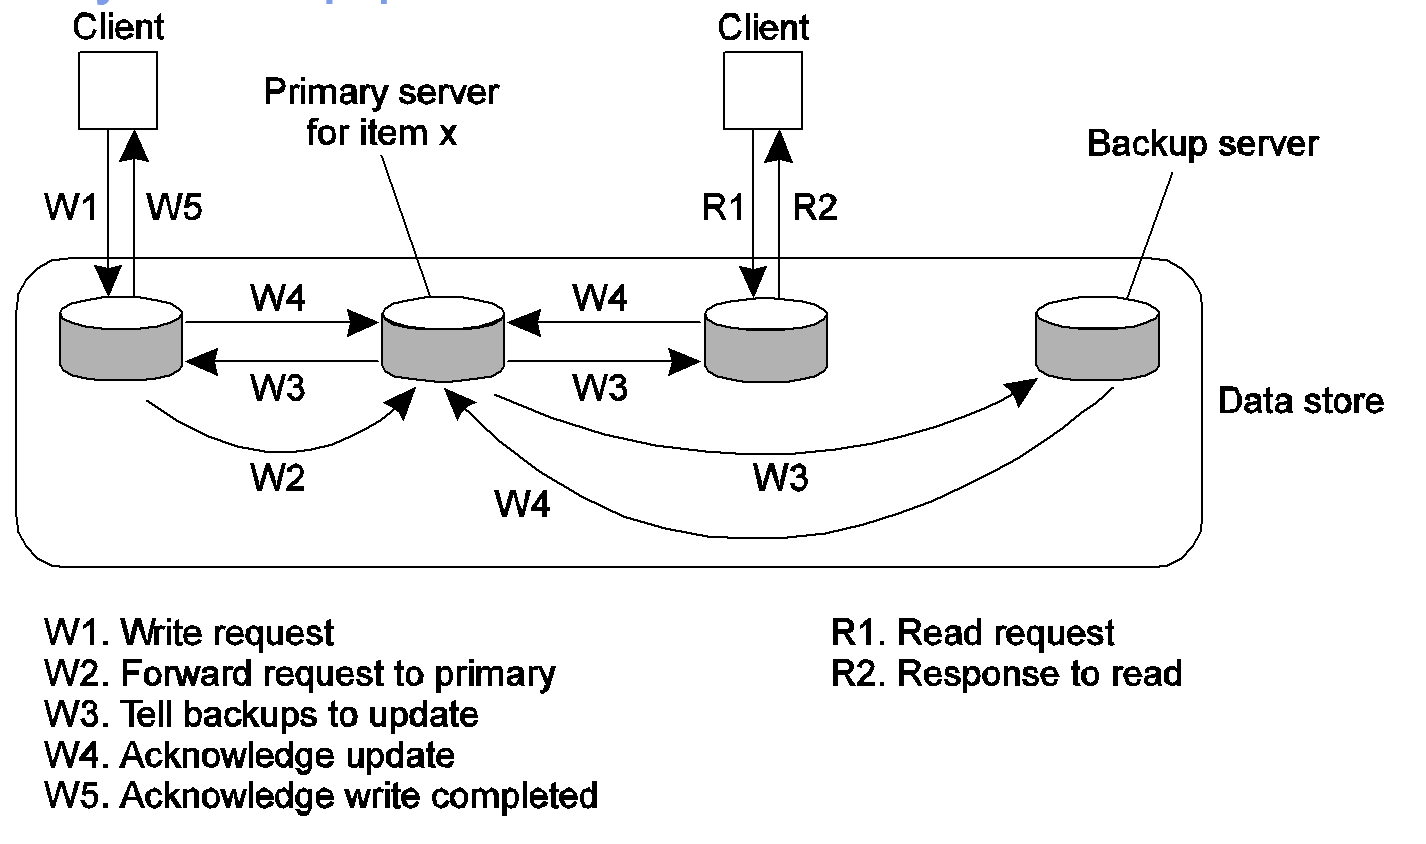 Client
Client
Primary server
for item x
Backup server
W1
W5
R1
R2
W4
W4
W3
W3
Data store
W2
W3
W4
W1. Write request
W2. Forward request to primary
W3. Tell backups to update
W4. Acknowledge update
W5. Acknowledge write completed
R1. Read request
R2. Response to read